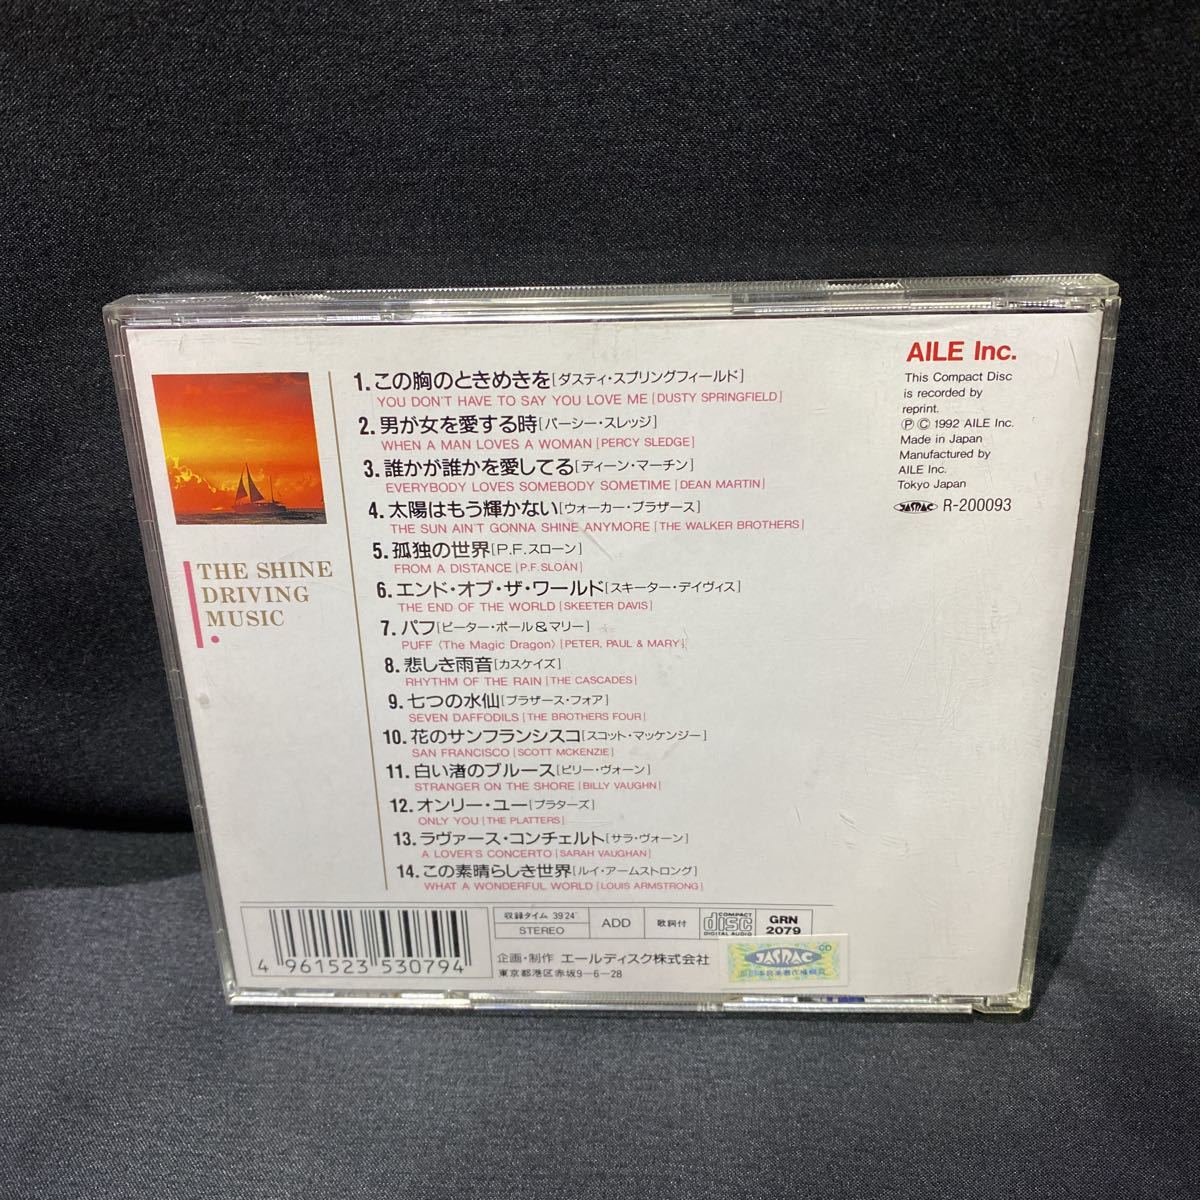 1.この胸のときめきを[ダスティ・スプリングフィールド]
YOU DON'T HAVE TO SAY YOU LOVE ME [DUSTY SPRINGFIELD]
2.男が女を愛する時[パーシー・スレッジ]
WHEN A MAN LOVES A WOMAN [PERCY SLEDGE]
3.誰かが誰かを愛してる[ディーン・マーチン]
EVERYBODY LOVES SOMEBODY SOMETIME [DEAN MARTIN]
4.太陽はもう輝かない[ウォーカー・ブラザース]
THE SUN AIN'T GONNA SHINE ANYMORE [THE WALKER BROTHERS]
5.孤独の世界[P.F.スローン]
FROM A DISTANCE [P.F.SLOAN]
6.エンド・オブ・ザ・ワールド[スキーター・デイヴィス]
THE END OF THE WORLD [SKEETER DAVIS]
7.パフ[ピーター・ポール&マリー]
PUFF〈The Magic Dragon〉[PETER, PAUL & MARY]
8.悲しき雨音[カスケイズ]
RHYTHM OF THE RAIN [THE CASCADES]
9.七つの水仙[ブラザース・フォア]
SEVEN DAFFODILS [THE BROTHERS FOUR]
10.花のサンフランシスコ[スコット・マッケンジー]
SAN FRANCISCO [SCOTT McKENZIE]
11.白い渚のブルース[ビリー・ヴォーン]
STRANGER ON THE SHORE [BILLY VAUGHN]
12.オンリー・ユー[プラターズ]
ONLY YOU [THE PLATTERS]
13.ラヴァース・コンチェルト[サラ・ヴォーン]
A LOVER'S CONCERTO [SARAH VAUGHAN]
14.この素晴らしき世界[ルイ・アームストロング]
WHAT A WONDERFUL WORLD [LOUIS ARMSTRONG]
THE SHINE
DRIVING
MUSIC
AILE Inc.
This Compact Disc
is recorded by
reprint.
Ⓟ © 1992 AILE Inc.
Made in Japan
Manufactured by
AILE Inc.
Tokyo Japan
JASRAC R-200093
4 961523 530794
収録タイム 39'24"
STEREO
ADD
歌詞付
COMPACT
disc
DIGITAL AUDIO
GRN
2079
企画・制作 エールディスク株式会社
東京都港区赤坂9-6-28
CD
JASRAC